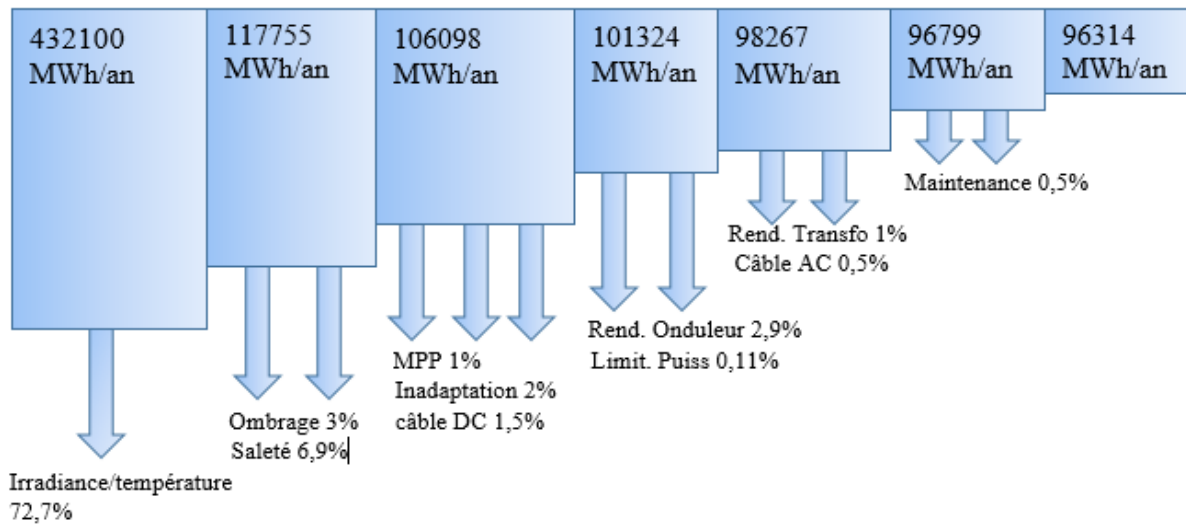 432100
MWh/an
117755
MWh/an
106098
MWh/an
101324
MWh/an
98267
MWh/an
96799
MWh/an
96314
MWh/an
Maintenance 0,5%
Rend. Transfo 1%
Câble AC 0,5%
Rend. Onduleur 2,9%
Limit. Puiss 0,11%
MPP 1%
Inadaptation 2%
câble DC 1,5%
Ombrage 3%
Saleté 6,9%
Irradiance/température
72,7%